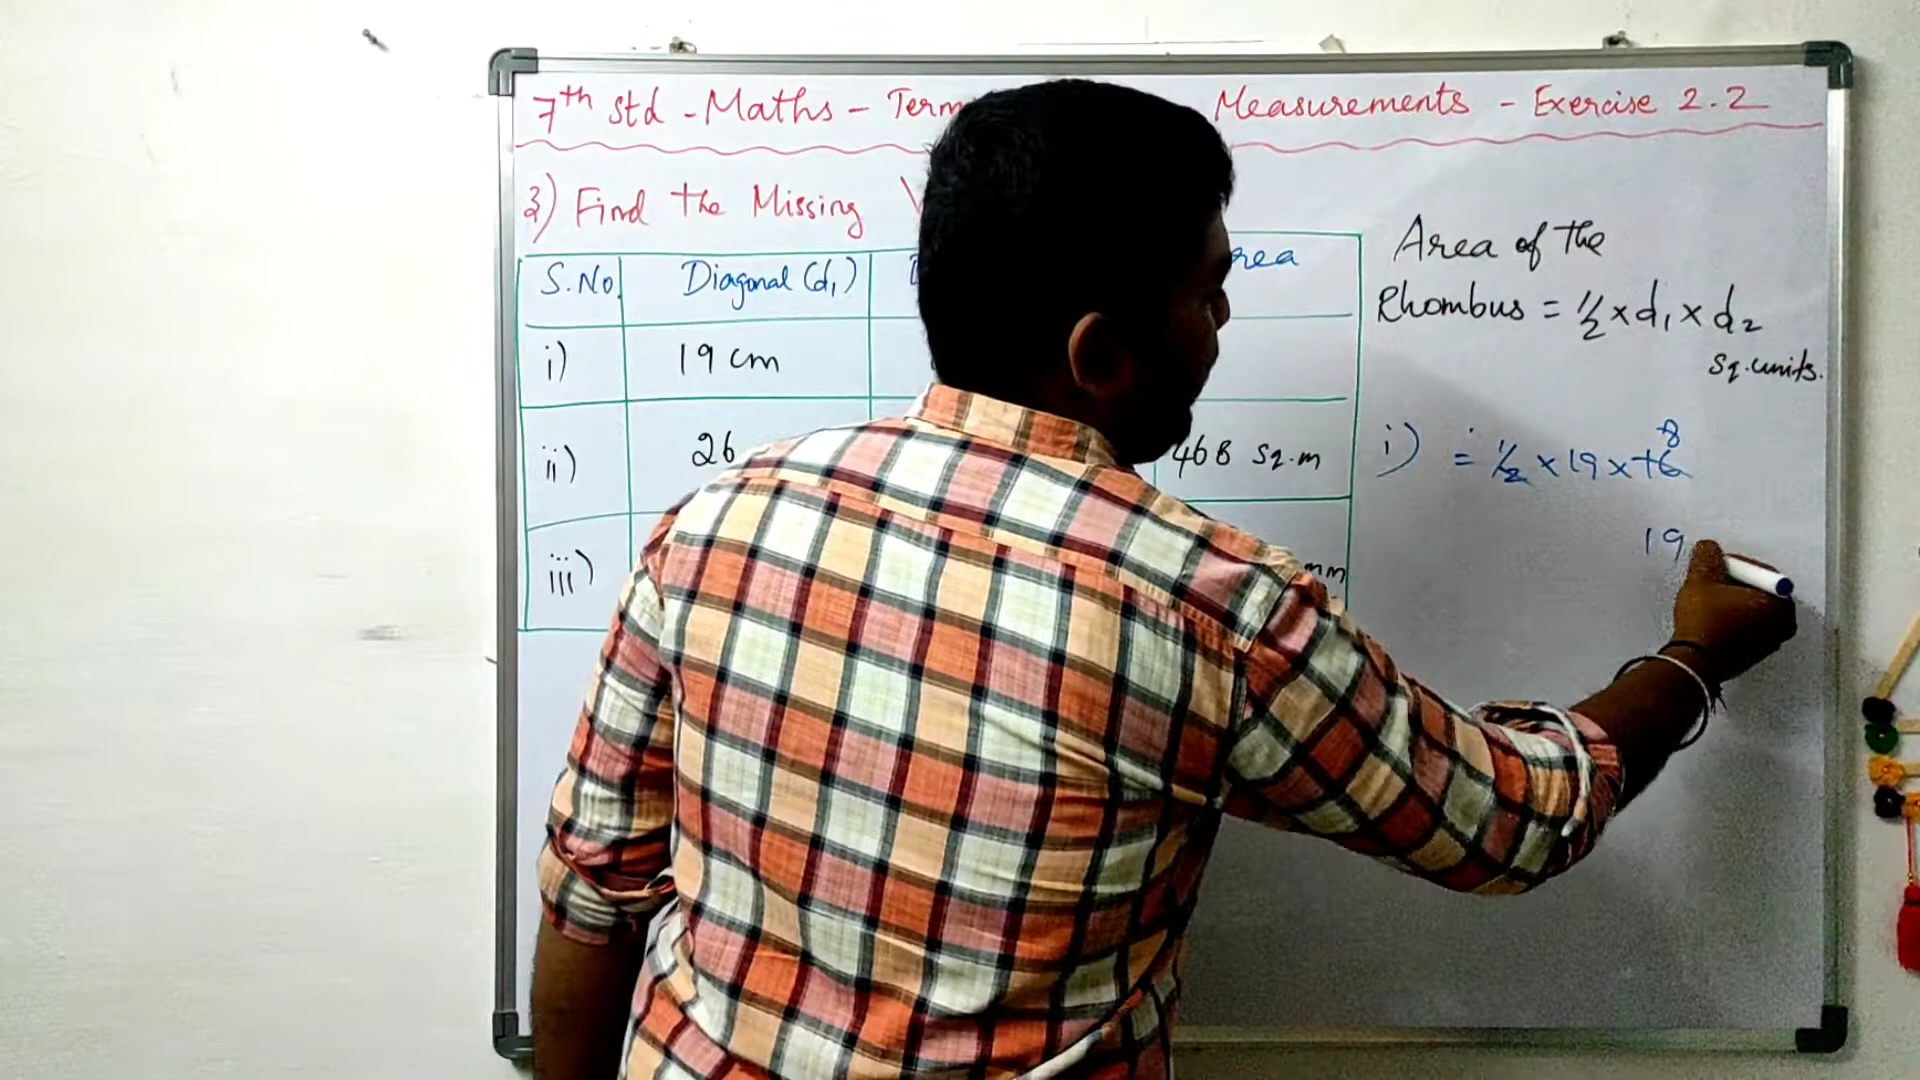 7th Std - Maths - Term Measurements - Exercise 2.2
3) Find the Missing
S.No. Diagonal (d1)
i) 19 cm
ii) 26 468 Sq.m
iii) mm
Area of the
Rhombus = 1/2 x d1 x d2
Sq.units.
8
i) = 1/2 x 19 x 16
19